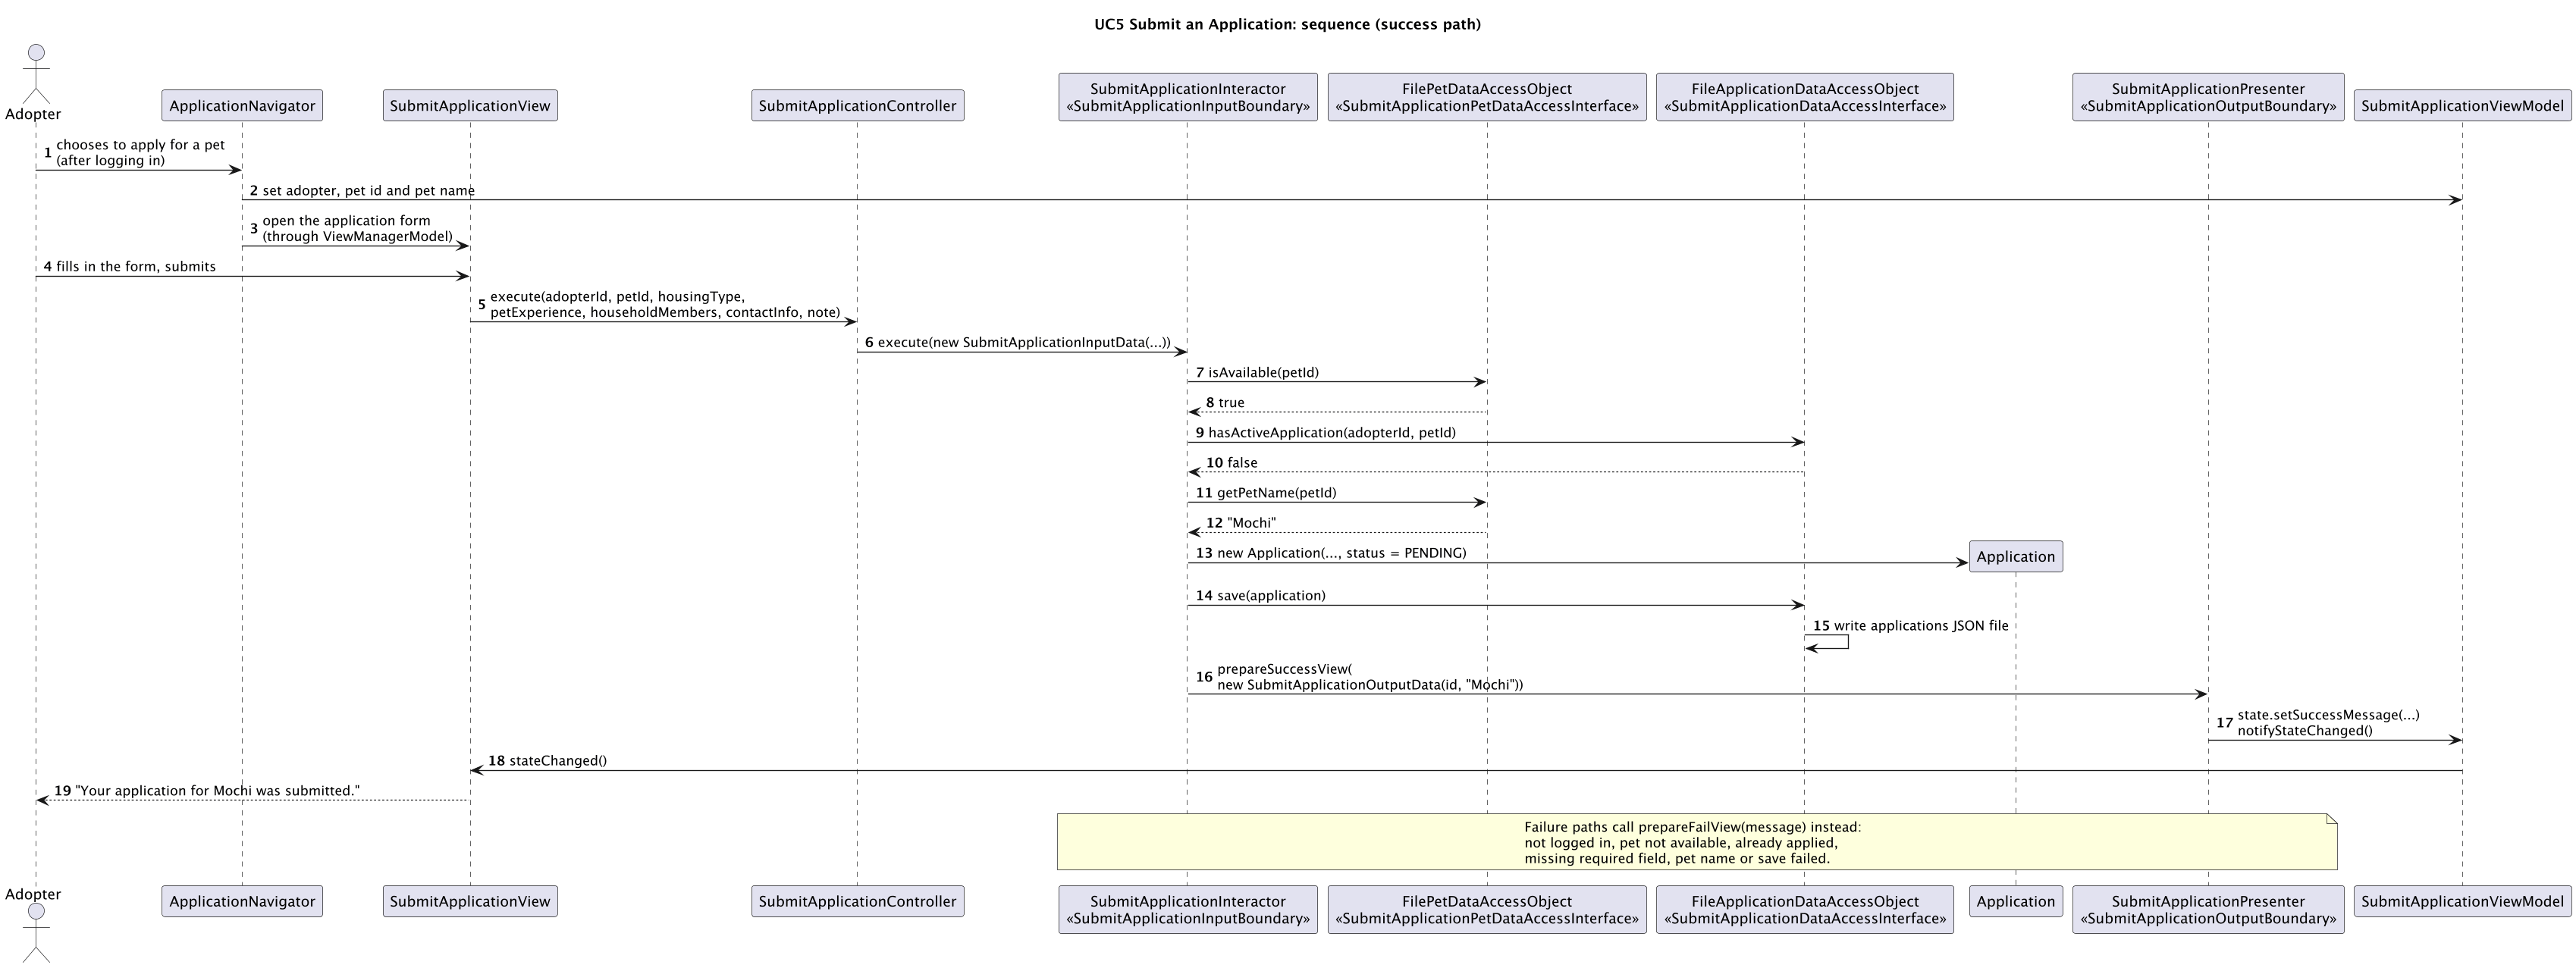 UC5 Submit an Application: sequence (success path)
Adopter
ApplicationNavigator
SubmitApplicationView
SubmitApplicationController
SubmitApplicationInteractor
«SubmitApplicationInputBoundary»
FilePetDataAccessObject
«SubmitApplicationPetDataAccessInterface»
FileApplicationDataAccessObject
«SubmitApplicationDataAccessInterface»
SubmitApplicationPresenter
«SubmitApplicationOutputBoundary»
SubmitApplicationViewModel
1 chooses to apply for a pet
(after logging in)
2 set adopter, pet id and pet name
3 open the application form
(through ViewManagerModel)
4 fills in the form, submits
5 execute(adopterId, petId, housingType,
petExperience, householdMembers, contactInfo, note)
6 execute(new SubmitApplicationInputData(...))
7 isAvailable(petId)
8 true
9 hasActiveApplication(adopterId, petId)
10 false
11 getPetName(petId)
12 "Mochi"
13 new Application(..., status = PENDING)
Application
14 save(application)
15 write applications JSON file
16 prepareSuccessView(
new SubmitApplicationOutputData(id, "Mochi"))
17 state.setSuccessMessage(...)
notifyStateChanged()
18 stateChanged()
19 "Your application for Mochi was submitted."
Failure paths call prepareFailView(message) instead:
not logged in, pet not available, already applied,
missing required field, pet name or save failed.
Adopter
ApplicationNavigator
SubmitApplicationView
SubmitApplicationController
SubmitApplicationInteractor
«SubmitApplicationInputBoundary»
FilePetDataAccessObject
«SubmitApplicationPetDataAccessInterface»
FileApplicationDataAccessObject
«SubmitApplicationDataAccessInterface»
Application
SubmitApplicationPresenter
«SubmitApplicationOutputBoundary»
SubmitApplicationViewModel